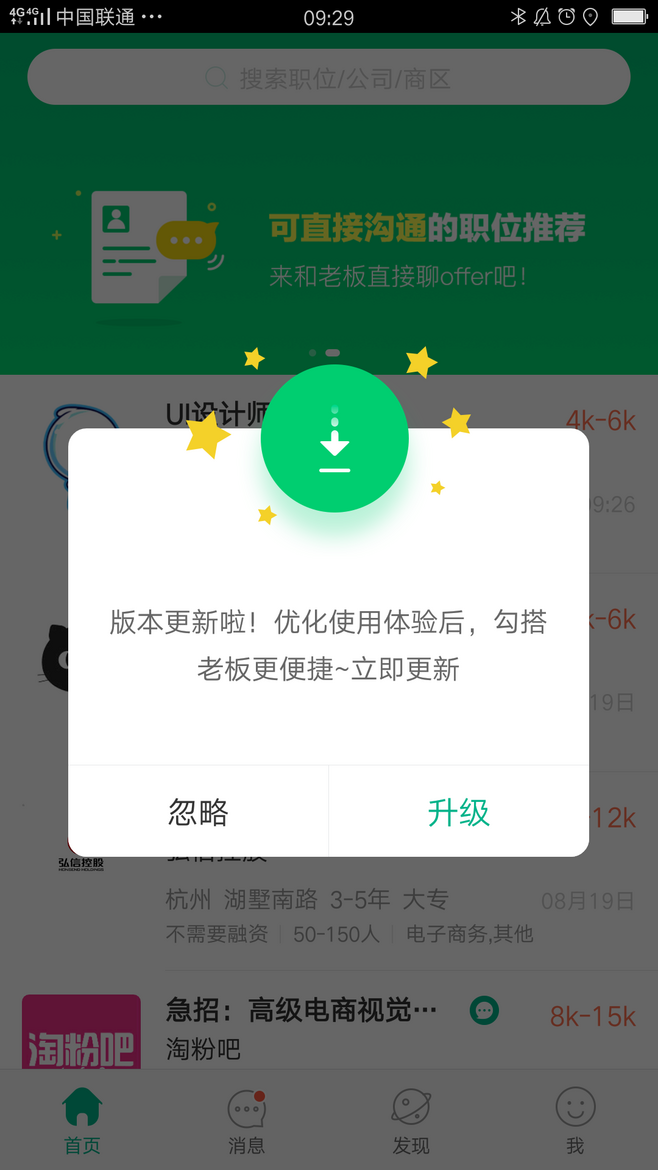 4G 4G 中国联通 ··· 09:29
搜索职位/公司/商区
可直接沟通的职位推荐
来和老板直接聊offer吧！
UI设计师
4k-6k
09:26
k-6k
19日
版本更新啦！优化使用体验后，勾搭
老板更便捷~立即更新
忽略 升级
-12k
弘信控股
弘信控股
HONGENG HOLDINGS
杭州 湖墅南路 3-5年 大专 08月19日
不需要融资 50-150人 电子商务,其他
急招：高级电商视觉··· 8k-15k
淘粉吧
淘粉吧
首页 消息 发现 我